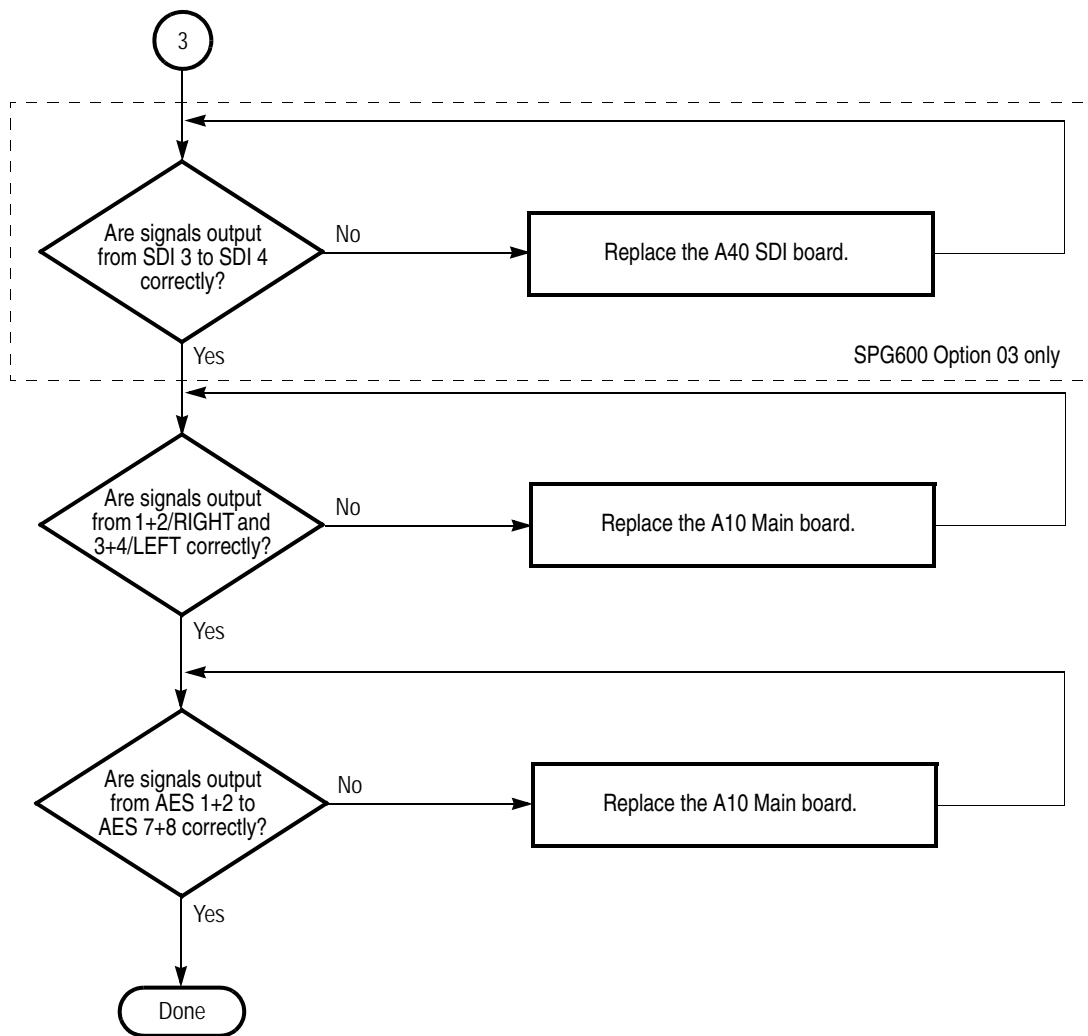 3
Are signals output
from SDI 3 to SDI 4
correctly?
No
Replace the A40 SDI board.
Yes
SPG600 Option 03 only
Are signals output
from 1+2/RIGHT and
3+4/LEFT correctly?
No
Replace the A10 Main board.
Yes
Are signals output
from AES 1+2 to
AES 7+8 correctly?
No
Replace the A10 Main board.
Yes
Done